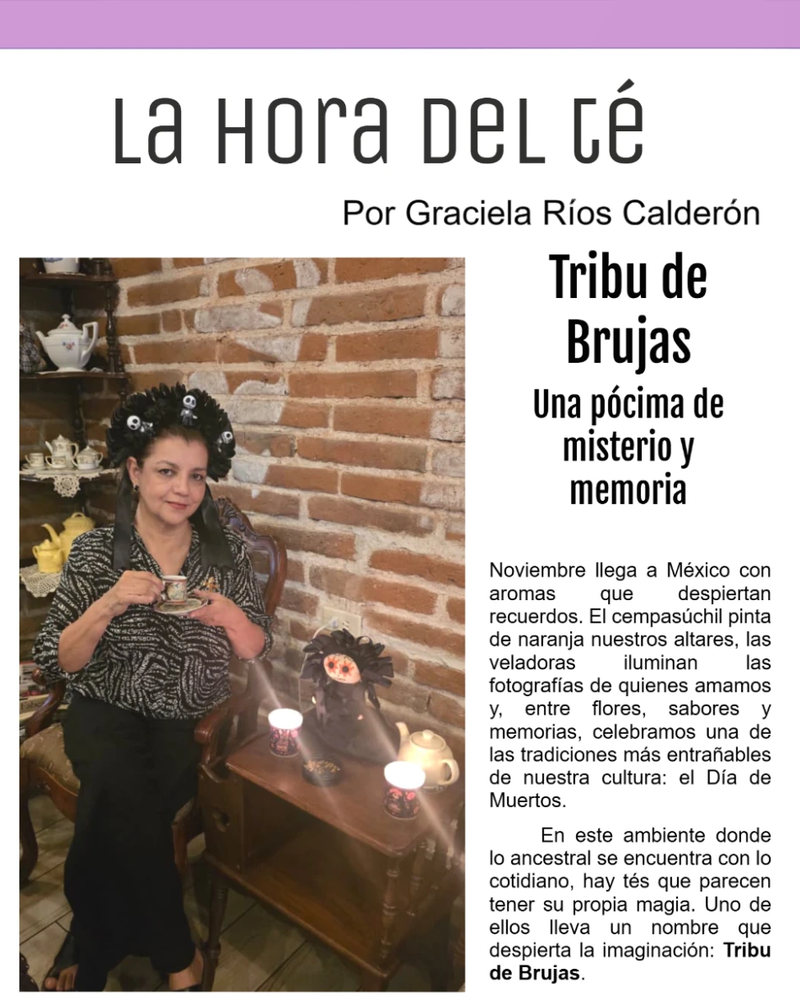 La Hora del té
Por Graciela Ríos Calderón
Tribu de
Brujas
Una pócima de
misterio y
memoria
Noviembre llega a México con
aromas que despiertan
recuerdos. El cempasúchil pinta
de naranja nuestros altares, las
veladoras iluminan las
fotografías de quienes amamos
y, entre flores, sabores y
memorias, celebramos una de
las tradiciones más entrañables
de nuestra cultura: el Día de
Muertos.
En este ambiente donde
lo ancestral se encuentra con lo
cotidiano, hay tés que parecen
tener su propia magia. Uno de
ellos lleva un nombre que
despierta la imaginación: Tribu
de Brujas.